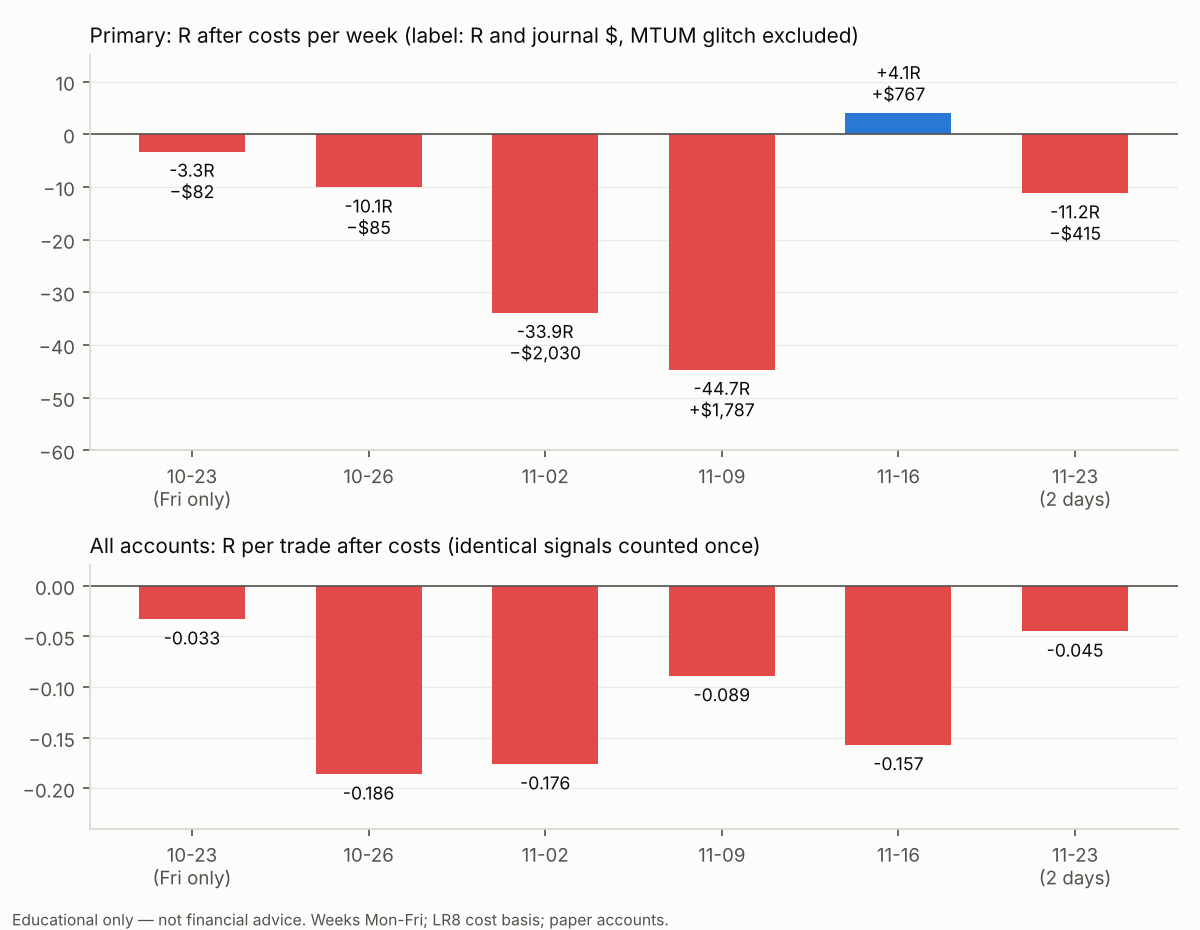 Primary: R after costs per week (label: R and journal $, MTUM glitch excluded)
10
0
−10
−20
−30
−40
−50
−60
-3.3R
−$82
-10.1R
−$85
-33.9R
−$2,030
-44.7R
+$1,787
+4.1R
+$767
-11.2R
−$415
10-23
(Fri only)
10-26
11-02
11-09
11-16
11-23
(2 days)
All accounts: R per trade after costs (identical signals counted once)
0.00
−0.05
−0.10
−0.15
−0.20
-0.033
-0.186
-0.176
-0.089
-0.157
-0.045
10-23
(Fri only)
10-26
11-02
11-09
11-16
11-23
(2 days)
Educational only — not financial advice. Weeks Mon-Fri; LR8 cost basis; paper accounts.